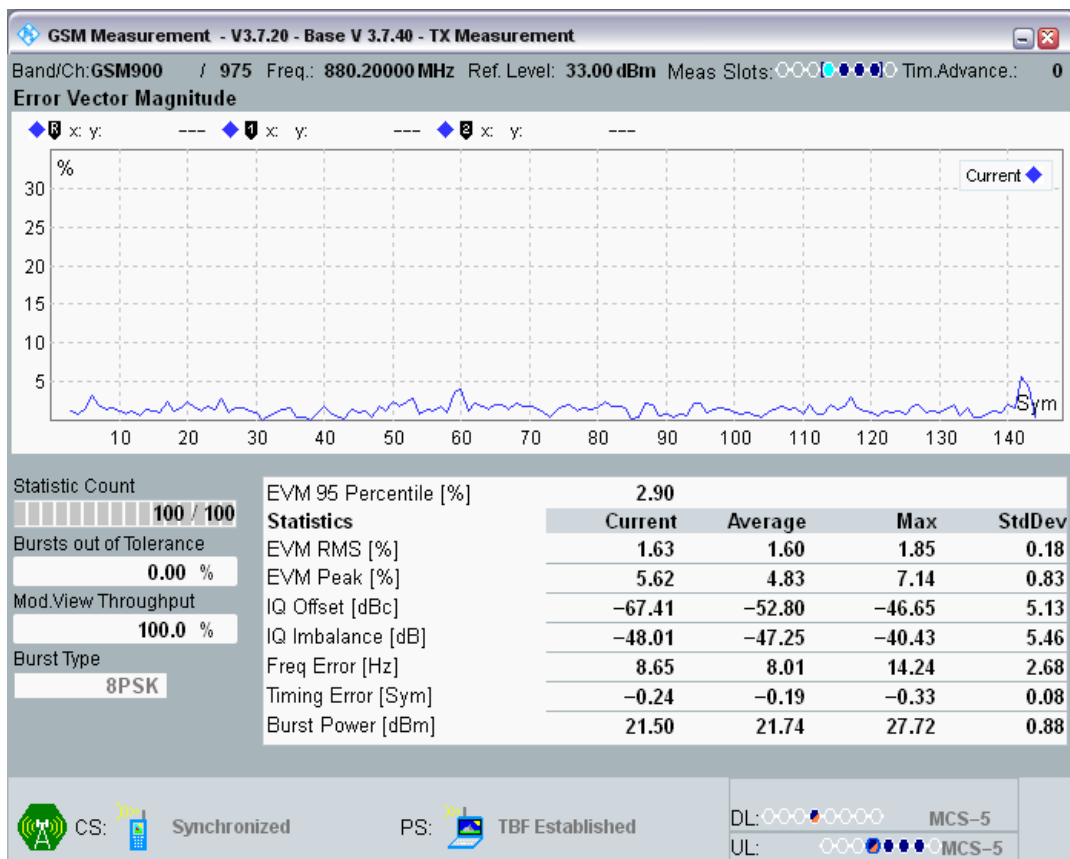 GSM Measurement - V3.7.20 - Base V 3.7.40 - TX Measurement
Band/Ch:GSM900 / 975 Freq.: 880.20000 MHz Ref. Level: 33.00 dBm Meas Slots: Tim.Advance.: 0
Error Vector Magnitude
R x: y: --- 1 x: y: --- 2 x: y: ---
%
Current
30
25
20
15
10
5
Sym
10 20 30 40 50 60 70 80 90 100 110 120 130 140
Statistic Count
100 / 100
Bursts out of Tolerance
0.00 %
Mod.View Throughput
100.0 %
Burst Type
8PSK
EVM 95 Percentile [%] 2.90
Statistics Current Average Max StdDev
EVM RMS [%] 1.63 1.60 1.85 0.18
EVM Peak [%] 5.62 4.83 7.14 0.83
IQ Offset [dBc] −67.41 −52.80 −46.65 5.13
IQ Imbalance [dB] −48.01 −47.25 −40.43 5.46
Freq Error [Hz] 8.65 8.01 14.24 2.68
Timing Error [Sym] −0.24 −0.19 −0.33 0.08
Burst Power [dBm] 21.50 21.74 27.72 0.88
CS: Synchronized PS: TBF Established
DL: MCS−5
UL: MCS−5